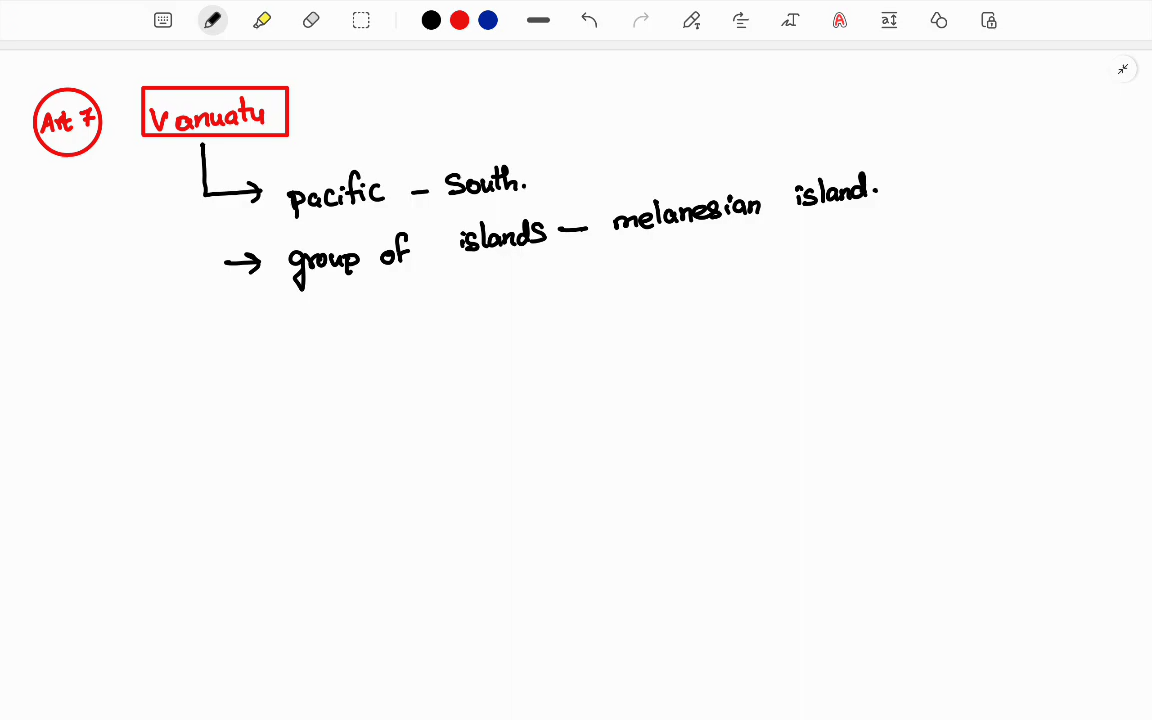 Art 7 Vanuatu
→ pacific - South.
→ group of islands - melanesian island.